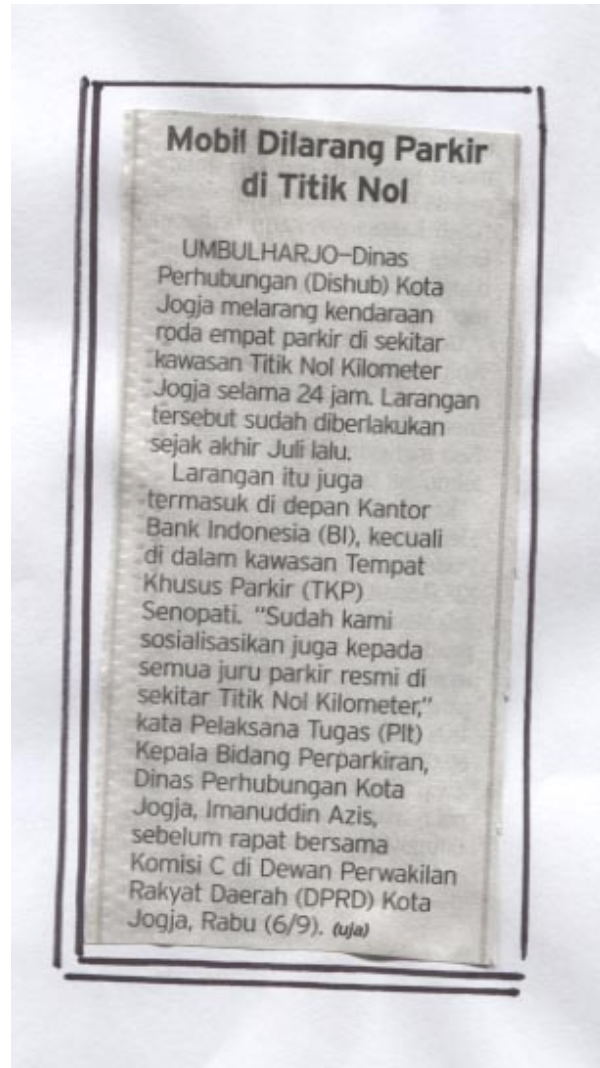 Mobil Dilarang Parkir
di Titik Nol
UMBULHARJO–Dinas
Perhubungan (Dishub) Kota
Jogja melarang kendaraan
roda empat parkir di sekitar
kawasan Titik Nol Kilometer
Jogja selama 24 jam. Larangan
tersebut sudah diberlakukan
sejak akhir Juli lalu.
Larangan itu juga
termasuk di depan Kantor
Bank Indonesia (BI), kecuali
di dalam kawasan Tempat
Khusus Parkir (TKP)
Senopati. “Sudah kami
sosialisasikan juga kepada
semua juru parkir resmi di
sekitar Titik Nol Kilometer,”
kata Pelaksana Tugas (Plt)
Kepala Bidang Perparkiran,
Dinas Perhubungan Kota
Jogja, Imanuddin Azis,
sebelum rapat bersama
Komisi C di Dewan Perwakilan
Rakyat Daerah (DPRD) Kota
Jogja, Rabu (6/9). (uja)